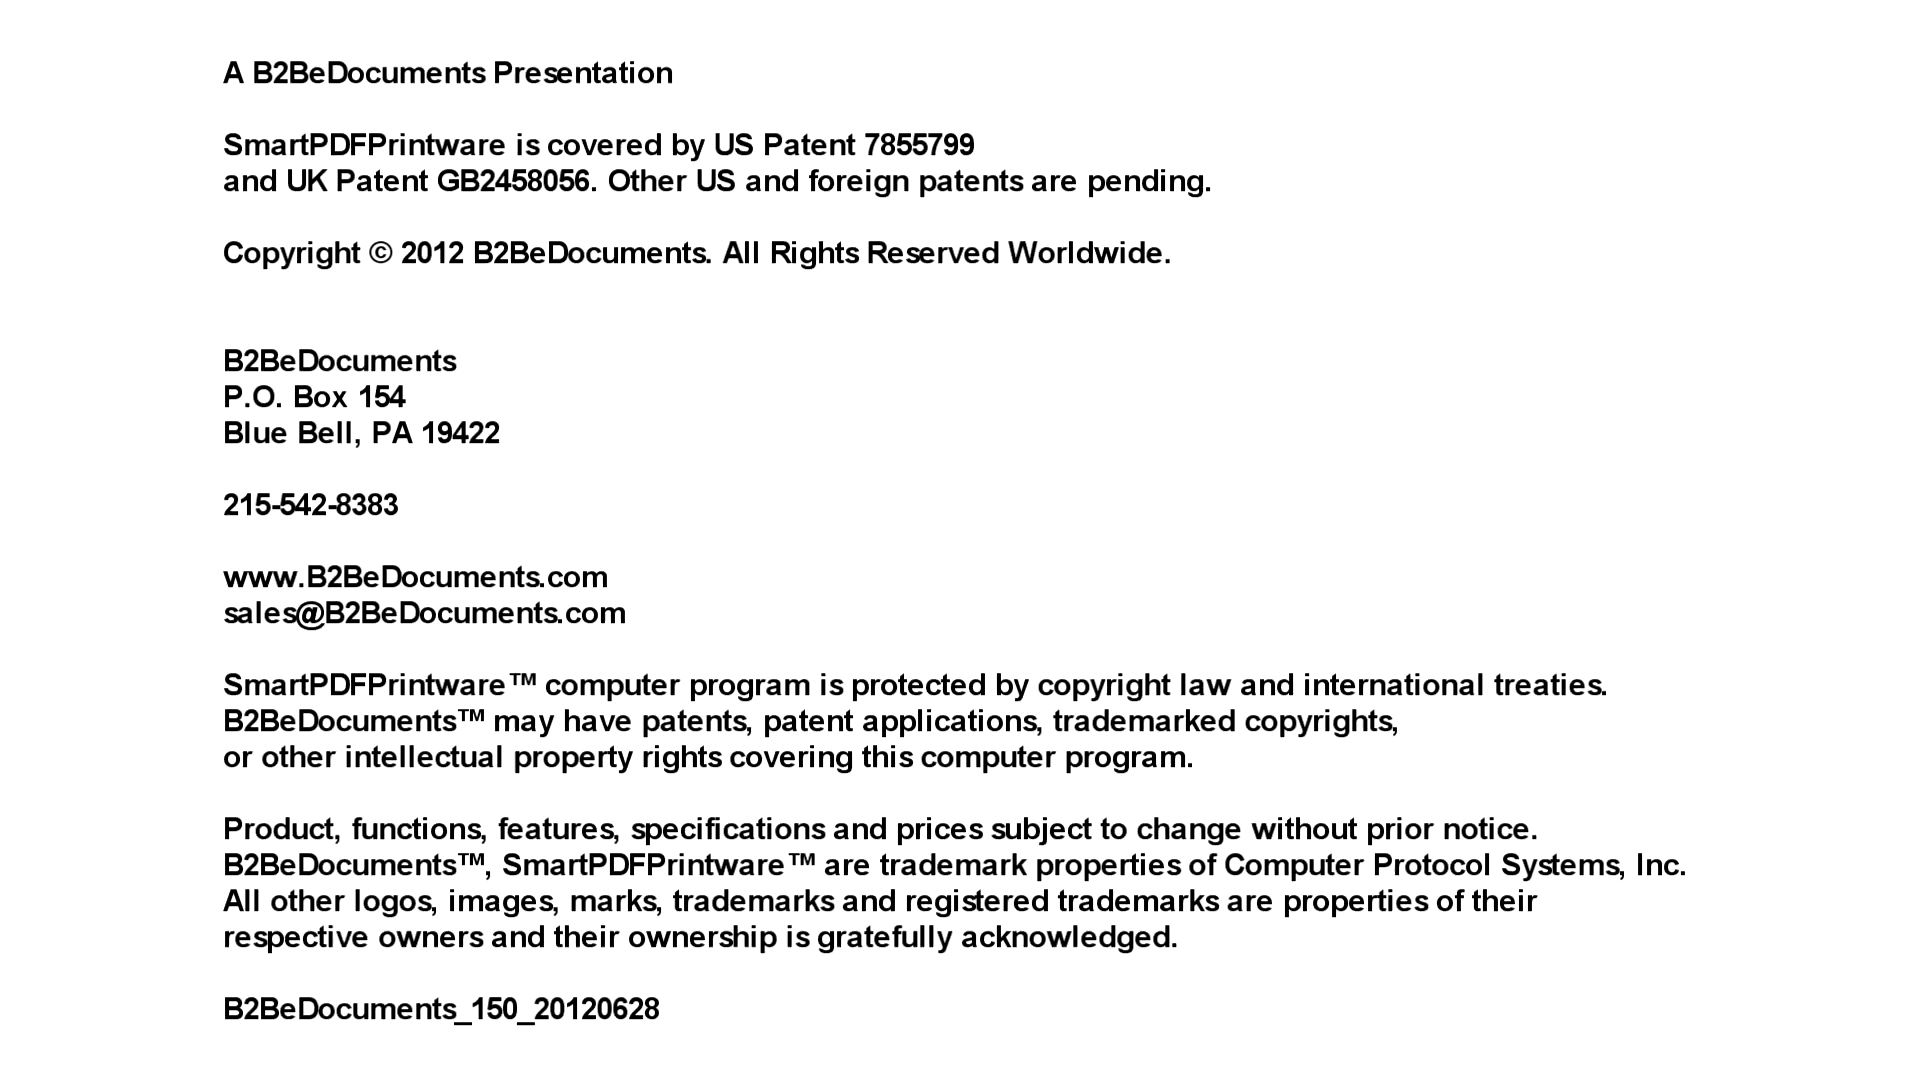 A B2BeDocuments Presentation
SmartPDFPrintware is covered by US Patent 7855799
and UK Patent GB2458056. Other US and foreign patents are pending.
Copyright © 2012 B2BeDocuments. All Rights Reserved Worldwide.
B2BeDocuments
P.O. Box 154
Blue Bell, PA 19422
215-542-8383
www.B2BeDocuments.com
sales@B2BeDocuments.com
SmartPDFPrintware™ computer program is protected by copyright law and international treaties.
B2BeDocuments™ may have patents, patent applications, trademarked copyrights,
or other intellectual property rights covering this computer program.
Product, functions, features, specifications and prices subject to change without prior notice.
B2BeDocuments™, SmartPDFPrintware™ are trademark properties of Computer Protocol Systems, Inc.
All other logos, images, marks, trademarks and registered trademarks are properties of their
respective owners and their ownership is gratefully acknowledged.
B2BeDocuments_150_20120628